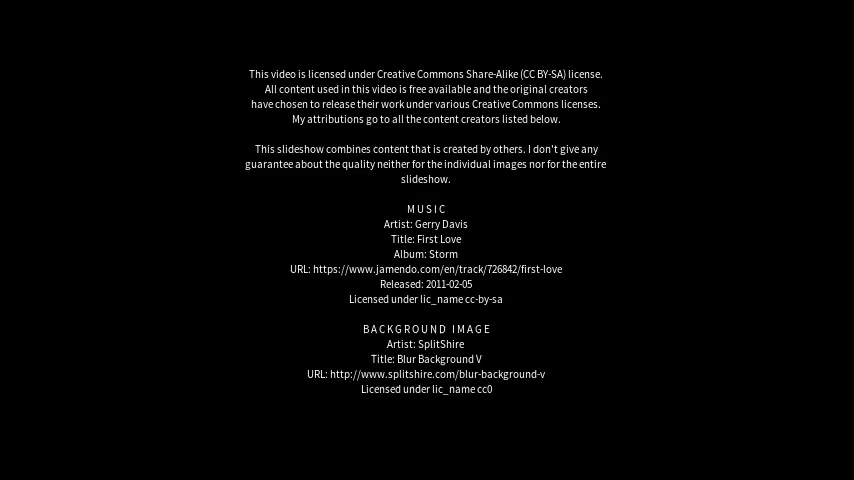 This video is licensed under Creative Commons Share-Alike (CC BY-SA) license.
All content used in this video is free available and the original creators
have chosen to release their work under various Creative Commons licenses.
My attributions go to all the content creators listed below.
This slideshow combines content that is created by others. I don't give any
guarantee about the quality neither for the individual images nor for the entire
slideshow.
MUSIC
Artist: Gerry Davis
Title: First Love
Album: Storm
URL: https://www.jamendo.com/en/track/726842/first-love
Released: 2011-02-05
Licensed under lic_name cc-by-sa
BACKGROUND IMAGE
Artist: SplitShire
Title: Blur Background V
URL: http://www.splitshire.com/blur-background-v
Licensed under lic_name cc0